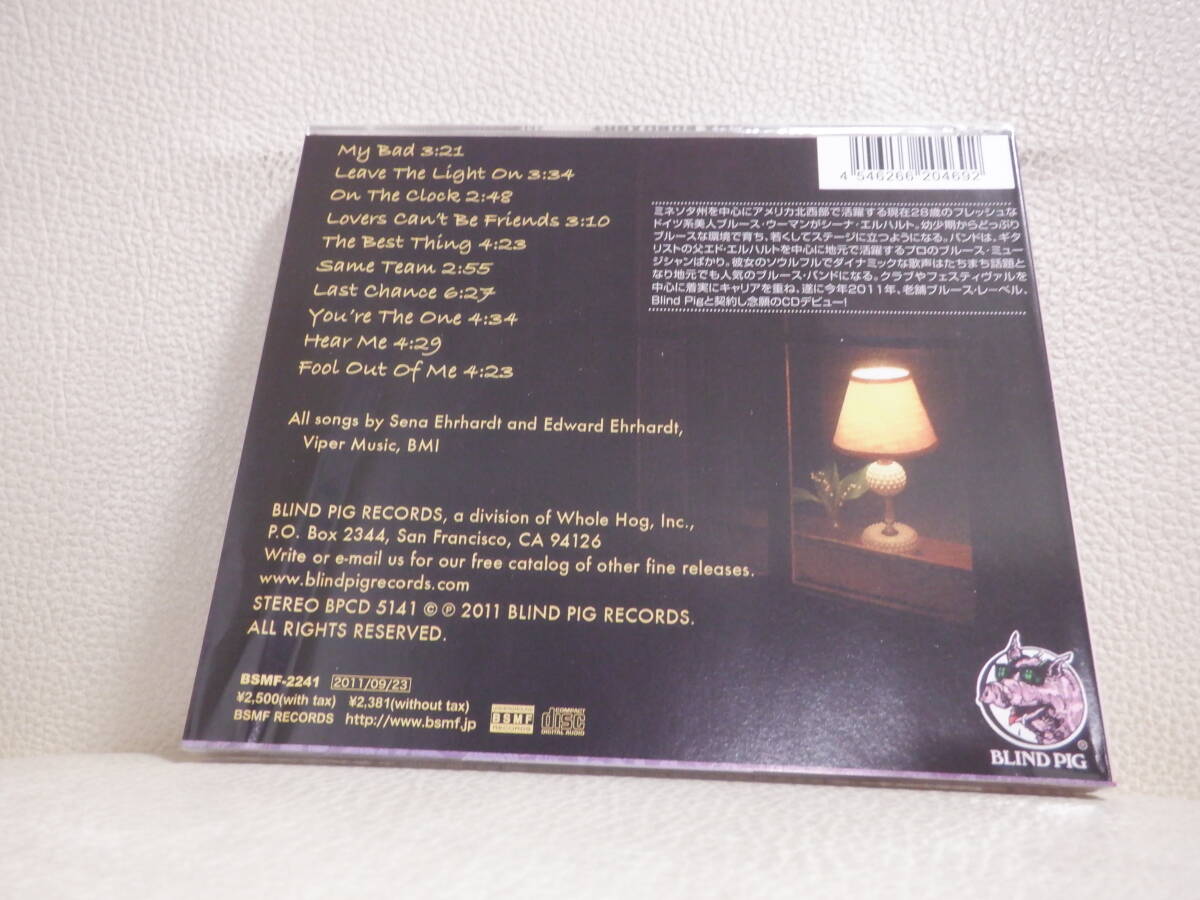 My Bad 3:21
Leave The Light On 3:34
On The Clock 2:48
Lovers Can't Be Friends 3:10
The Best Thing 4:23
Same Team 2:55
Last Chance 6:27
You're The One 4:34
Hear Me 4:29
Fool Out Of Me 4:23
All songs by Sena Ehrhardt and Edward Ehrhardt,
Viper Music, BMI
BLIND PIG RECORDS, a division of Whole Hog, Inc.,
P.O. Box 2344, San Francisco, CA 94126
Write or e-mail us for our free catalog of other fine releases.
www.blindpigrecords.com
STEREO BPCD 5141 © ℗ 2011 BLIND PIG RECORDS.
ALL RIGHTS RESERVED.
BSMF-2241 2011/09/23
¥2,500(with tax) ¥2,381(without tax)
BSMF RECORDS http://www.bsmf.jp
BSMF
RECORDS
COMPACT
disc
DIGITAL AUDIO
4 546266 204692
ミネソタ州を中心にアメリカ北西部で活躍する現在28歳のフレッシュな
ドイツ系美人ブルース・ウーマンがシーナ・エルハルト。幼少期からどっぷり
ブルースな環境で育ち、若くしてステージに立つようになる。バンドは、ギタ
リストの父エド・エルハルトを中心に地元で活躍するプロのブルース・ミュー
ジシャンばかり。彼女のソウルフルでダイナミックな歌声はたちまち話題と
なり地元でも人気のブルース・バンドになる。クラブやフェスティヴァルを
中心に着実にキャリアを重ね、遂に今年2011年、老舗ブルース・レーベル、
Blind Pigと契約し念願のCDデビュー!
BLIND PIG ®